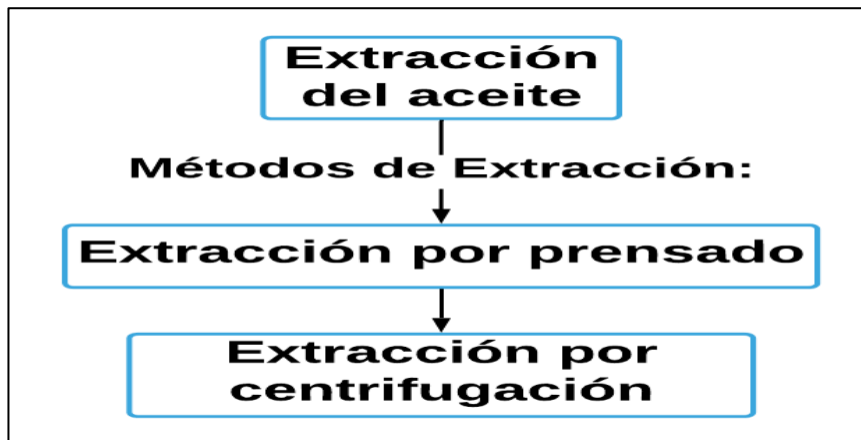 Extracción
del aceite
Métodos de Extracción:
Extracción por prensado
Extracción por
centrifugación